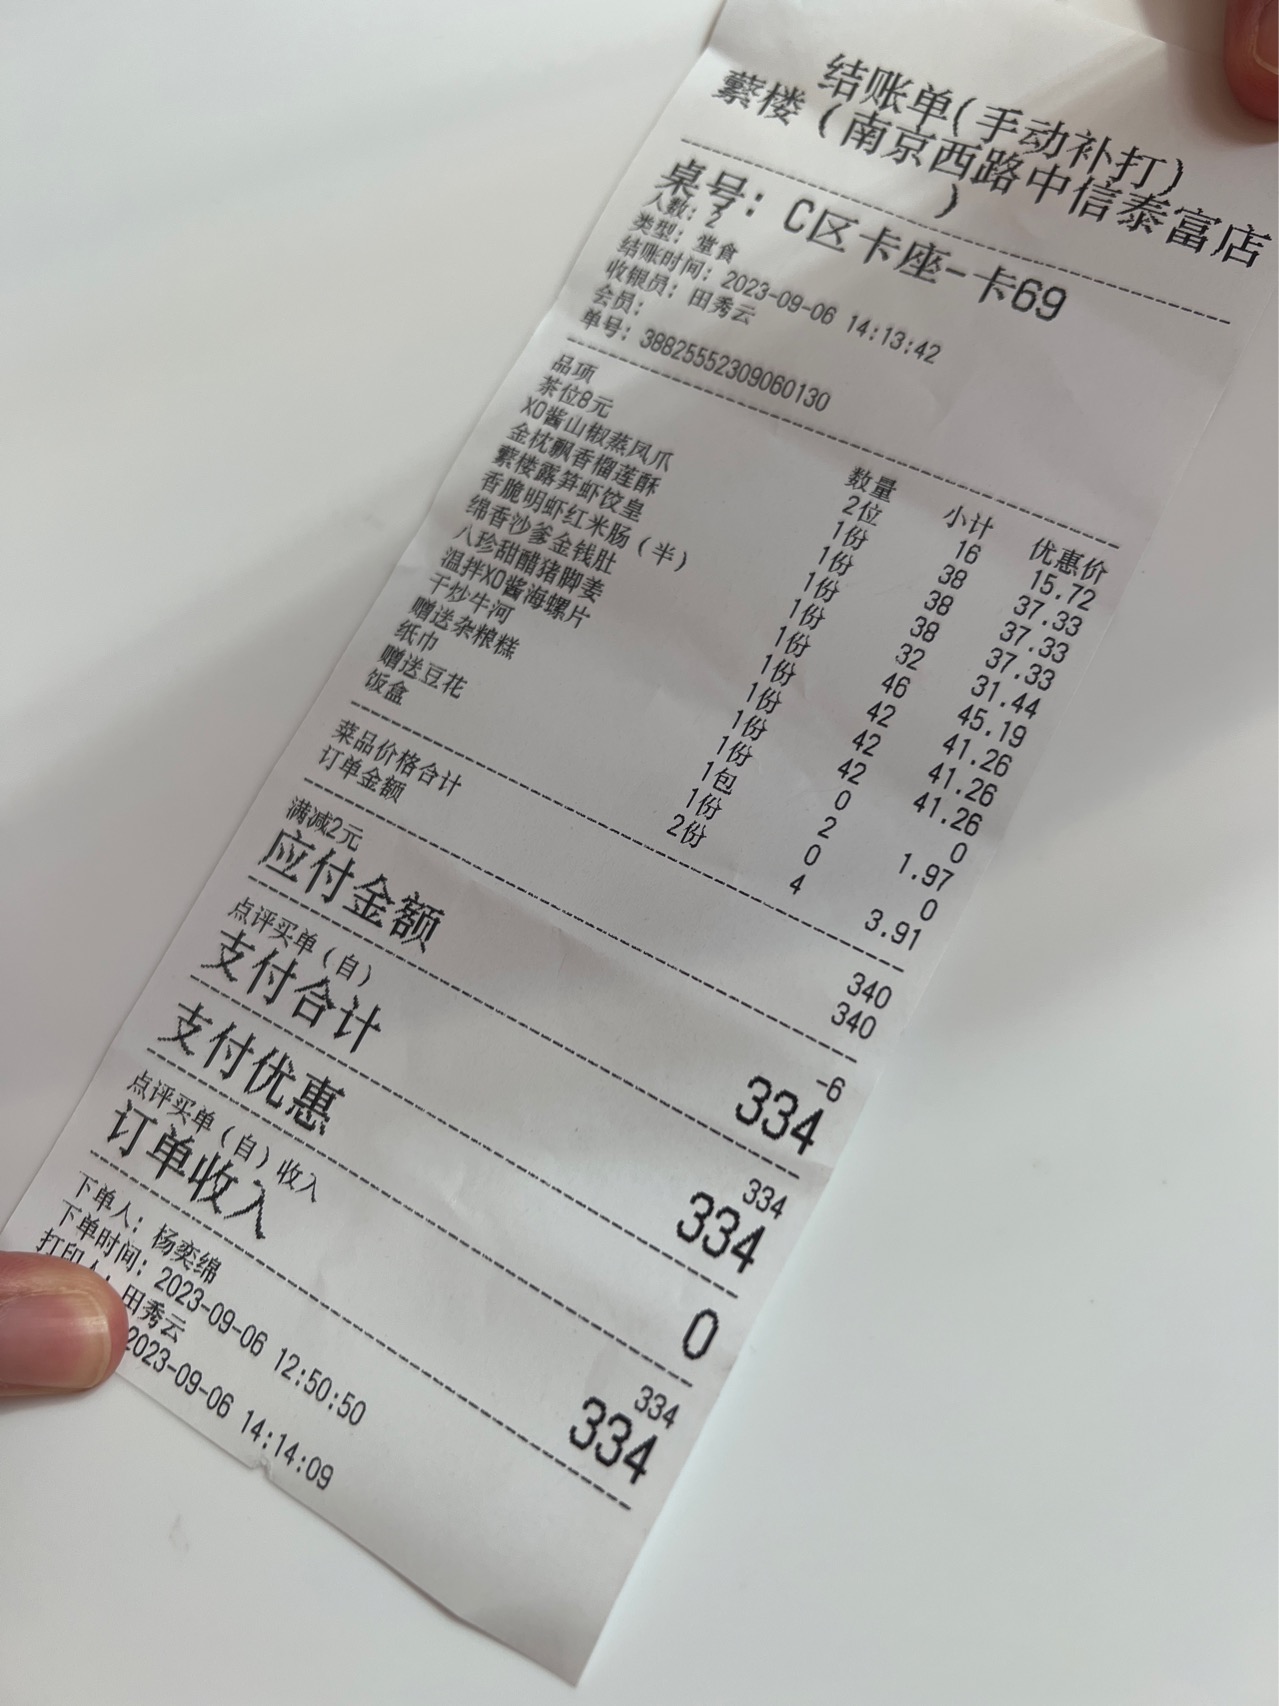 结账单(手动补打)
蘩楼(南京西路中信泰富店
)
桌号: C区卡座-卡69
人数: 2
类型: 堂食
结账时间: 2023-09-06 14:13:42
收银员: 田秀云
会员:
单号: 38825552309060130
品项 数量 小计 优惠价
茶位8元 2位 16 15.72
XO酱山椒蒸凤爪 1份 38 37.33
金枕飘香榴莲酥 1份 38 37.33
蘩楼露笋虾饺皇 1份 38 37.33
香脆明虾红米肠(半) 1份 32 31.44
绵香沙爹金钱肚 1份 46 45.19
八珍甜醋猪脚姜 1份 42 41.26
温拌XO酱海螺片 1份 42 41.26
干炒牛河 1份 42 41.26
赠送杂粮糕 1份 0 0
纸巾 1包 2 1.97
赠送豆花 1份 0 0
饭盒 2份 4 3.91
菜品价格合计 340
订单金额 340
满减2元 -6
应付金额 334
点评买单(自) 334
支付合计 334
支付优惠 0
点评买单(自)收入 334
订单收入 334
下单人: 杨奕绵
下单时间: 2023-09-06 12:50:50
打印人: 田秀云
2023-09-06 14:14:09